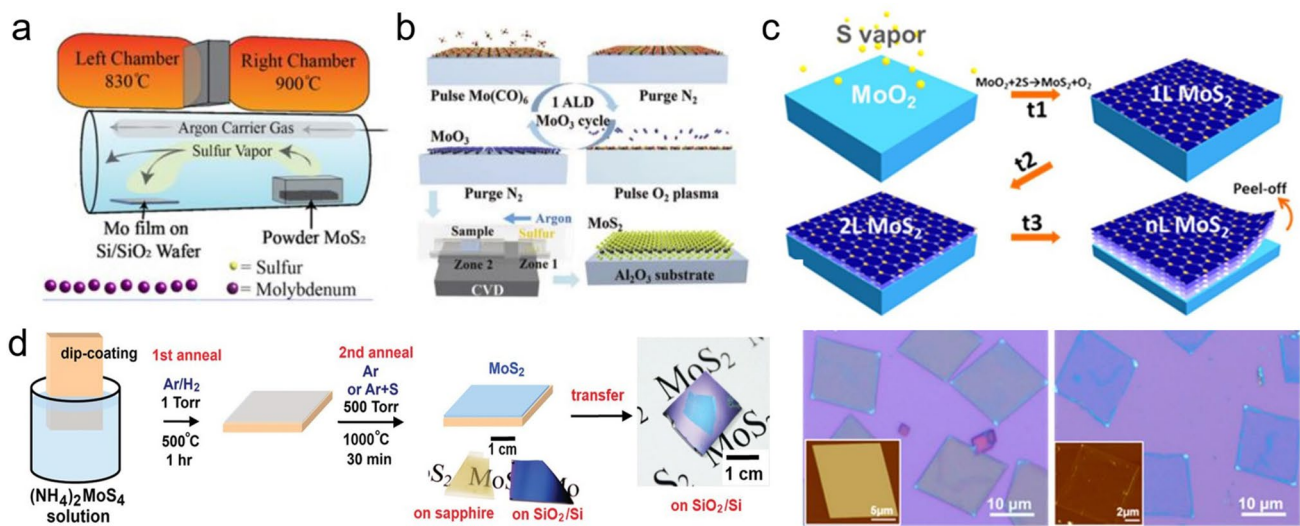 a
Left Chamber
830°C
Right Chamber
900°C
Argon Carrier Gas
Sulfur Vapor
Mo film on
Si/SiO₂ Wafer
Powder MoS₂
= Sulfur
= Molybdenum
b
Pulse Mo(CO)₆
Purge N₂
1 ALD
MoO₃ cycle
MoO₃
Purge N₂
Pulse O₂ plasma
Argon
Sample
Sulfur
Zone 2
Zone 1
CVD
MoS₂
Al₂O₃ substrate
c
S vapor
MoO₂
MoO₂+2S→MoS₂+O₂
t1
1L MoS₂
t2
2L MoS₂
t3
nL MoS₂
Peel-off
10 μm
5μm
10 μm
2μm
d
dip-coating
(NH₄)₂MoS₄
solution
1st anneal
Ar/H₂
1 Torr
500°C
1 hr
2nd anneal
Ar
or Ar+S
500 Torr
1000°C
30 min
MoS₂
1 cm
oS₂ MoS
on sapphire
MoS Mo
on SiO₂/Si
transfer
MoS₂
1 cm
on SiO₂/Si